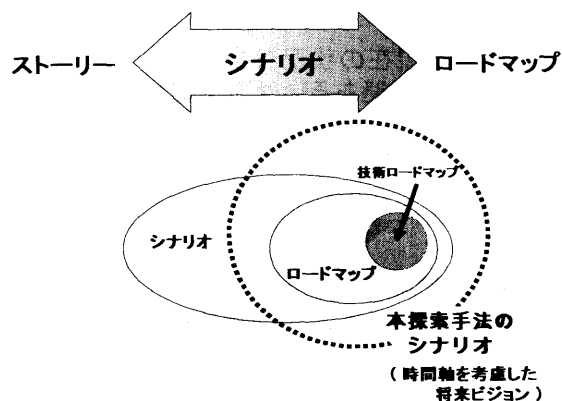 ストーリー
シナリオ
ロードマップ
技術ロードマップ
シナリオ
ロードマップ
本探索手法の
シナリオ
(時間軸を考慮した
将来ビジョン)